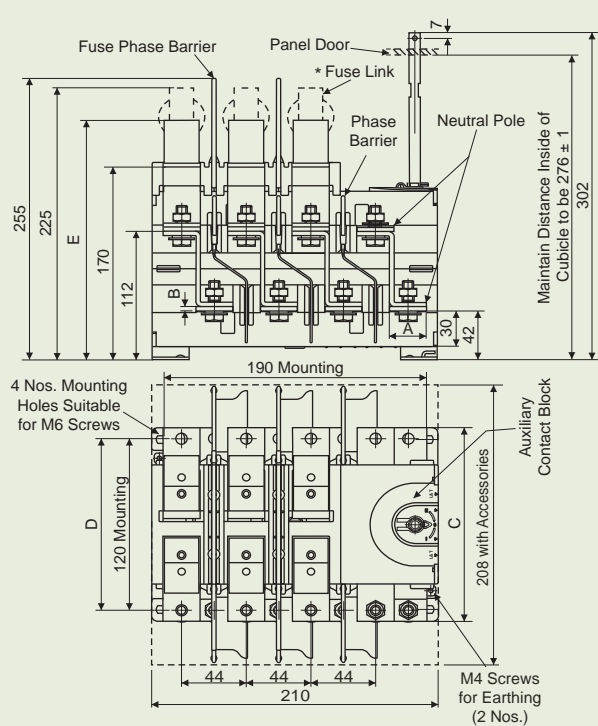 7
Fuse Phase Barrier
Panel Door
* Fuse Link
Phase
Barrier
Neutral Pole
255
225
E
170
112
B
A
30
42
Maintain Distance Inside of
Cubicle to be 276 ± 1
302
190 Mounting
4 Nos. Mounting
Holes Suitable
for M6 Screws
Auxiliary
Contact Block
D
120 Mounting
C
208 with Accessories
44
44
44
210
M4 Screws
for Earthing
(2 Nos.)